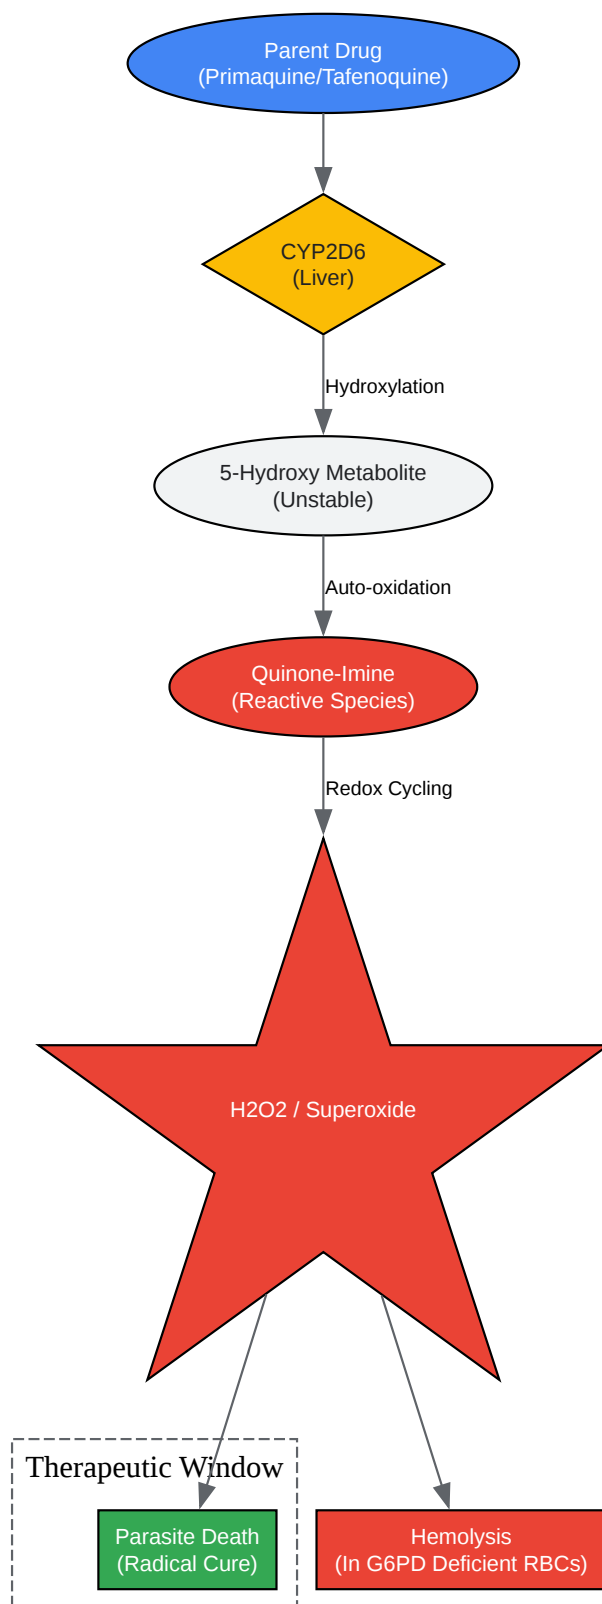 Parent Drug
(Primaquine/Tafenoquine)
CYP2D6
(Liver)
Hydroxylation
5-Hydroxy Metabolite
(Unstable)
Auto-oxidation
Quinone-Imine
(Reactive Species)
Redox Cycling
H2O2 / Superoxide
Therapeutic Window
Parasite Death
(Radical Cure)
Hemolysis
(In G6PD Deficient RBCs)